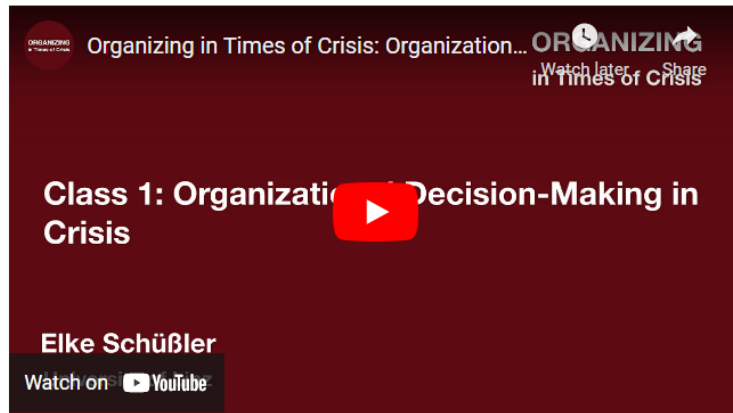 ORGANIZING
in Times of Crisis
Organizing in Times of Crisis: Organization...
ORGANIZING
in Times of Crisis
Watch later
Share
Class 1: Organizational Decision-Making in
Crisis
Elke Schüßler
Watch on YouTube